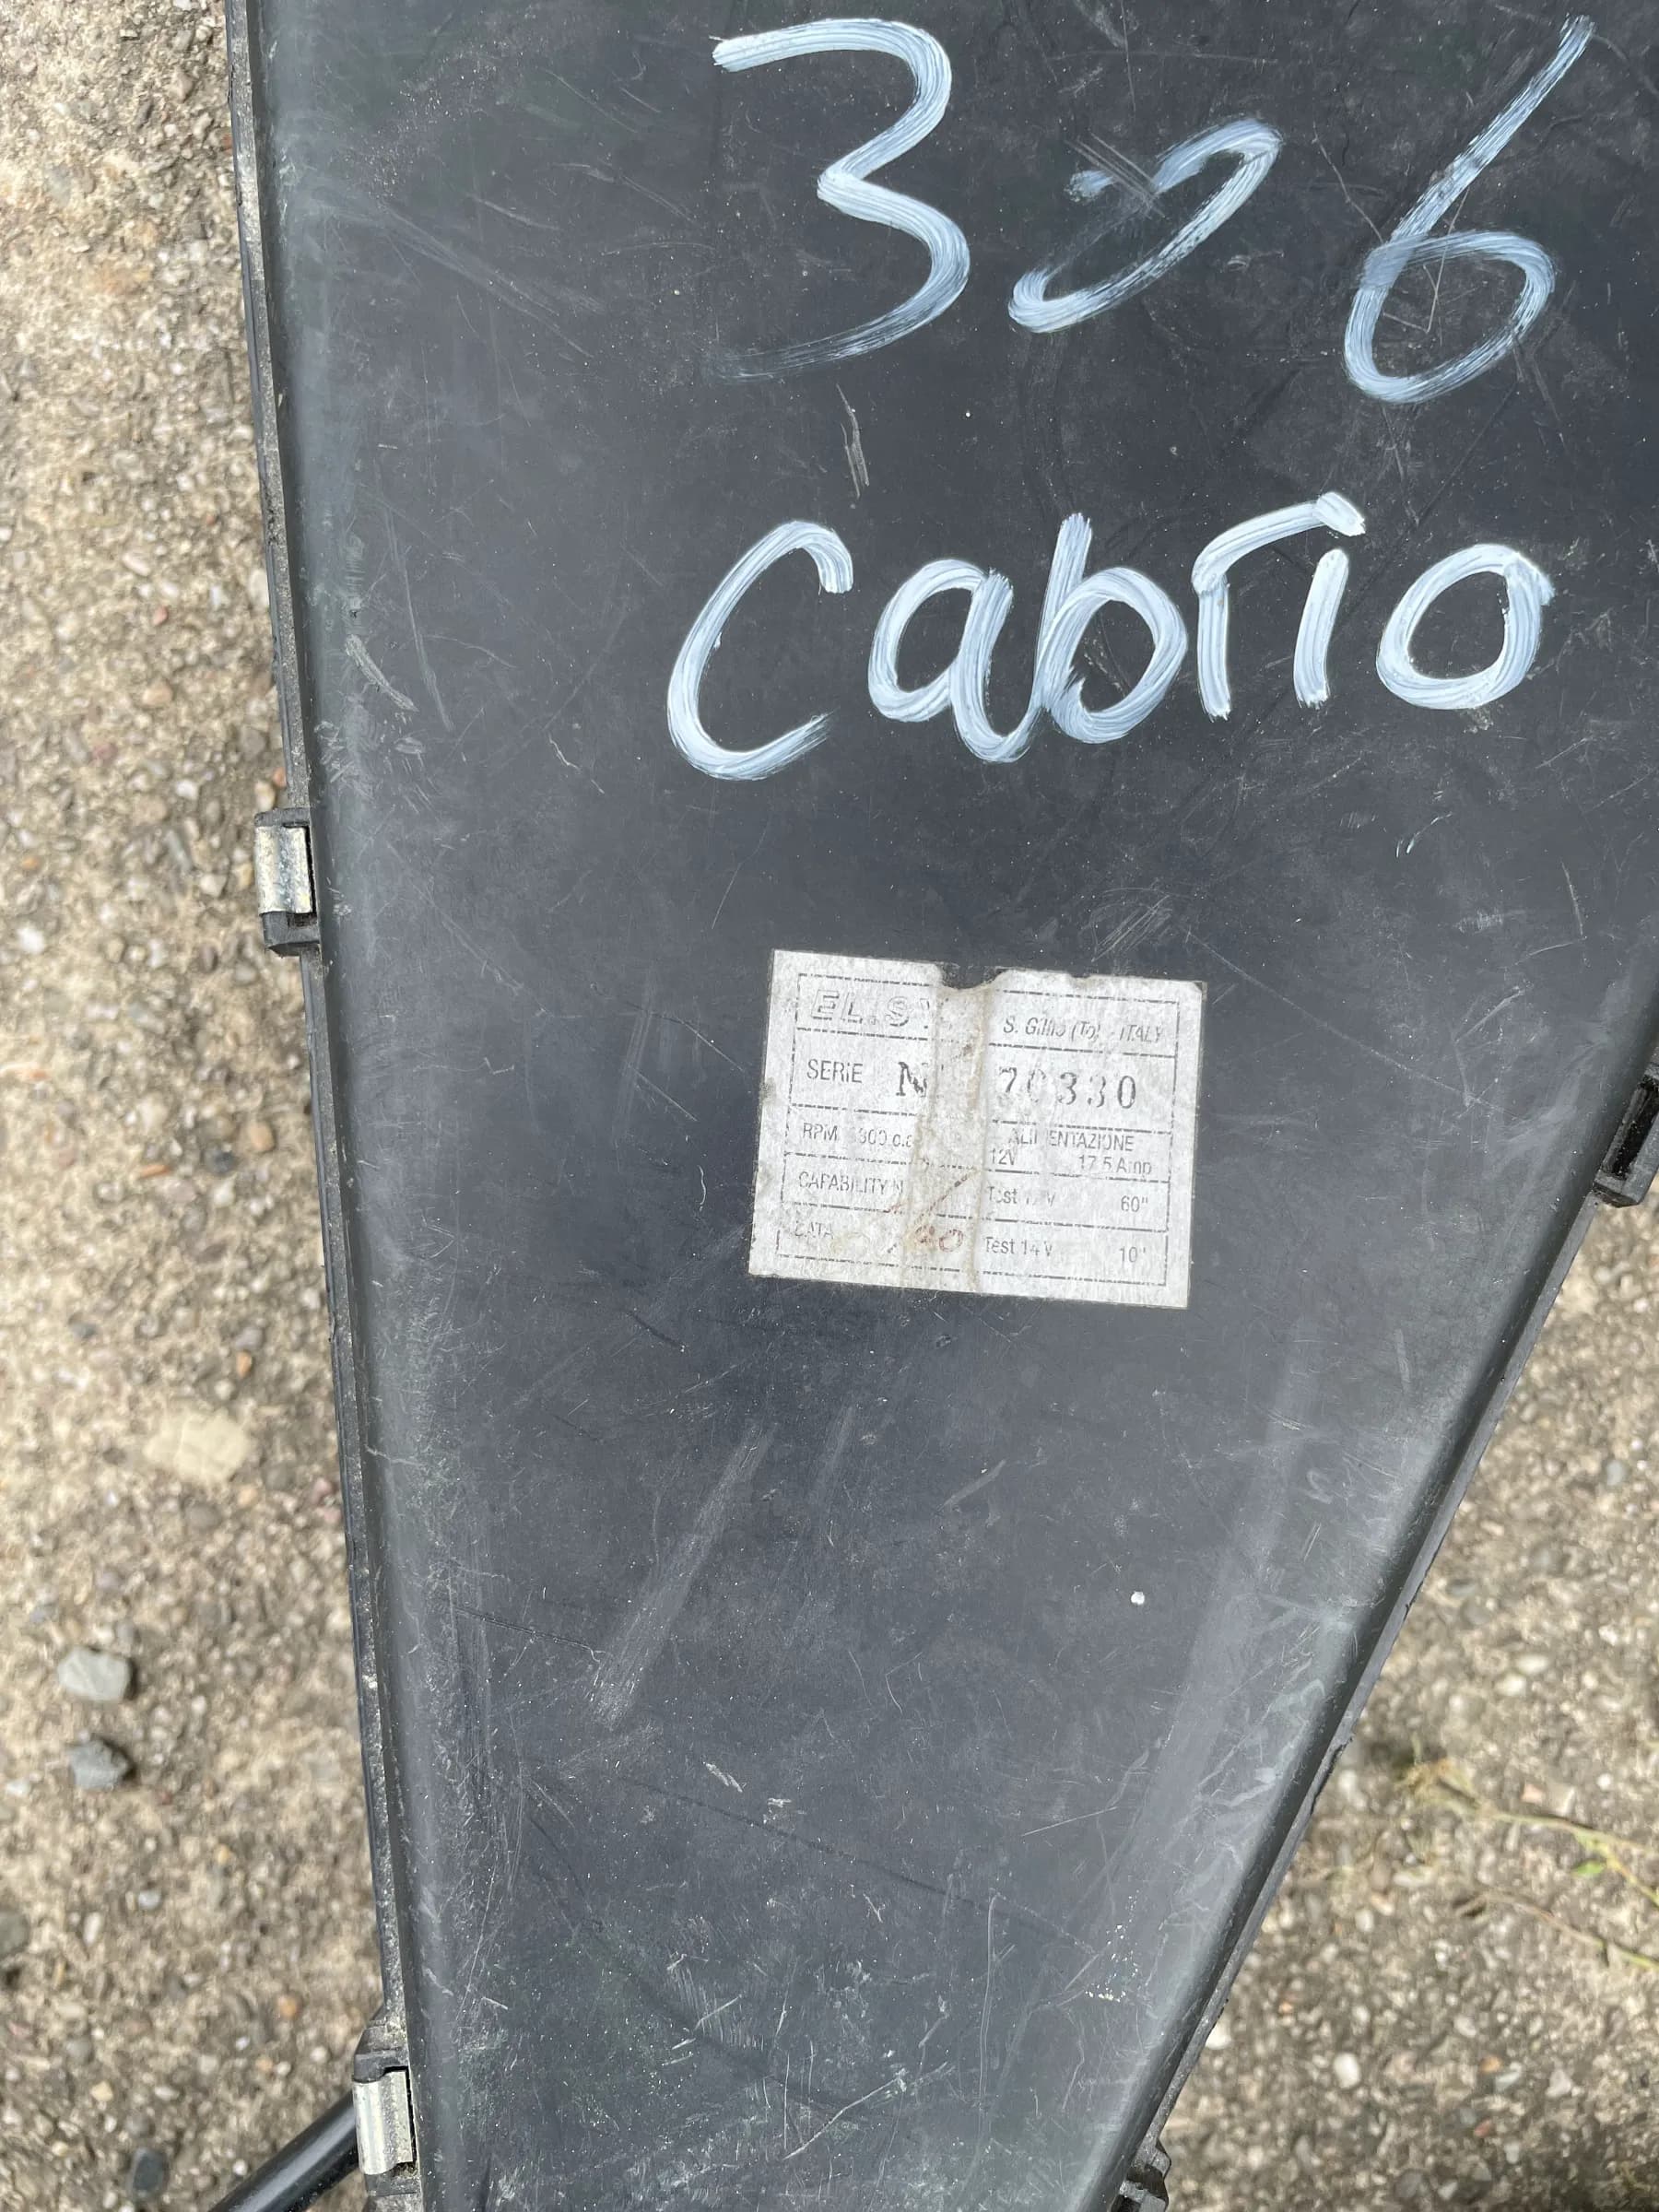 306
Cabrio
EL.S
S. Gillio (To) - ITALY
SERIE N 70330
RPM
ALIMENTAZIONE
12V 17.5 Amp
CAPABILITY N
Test V 60"
DATA
Test 14V 10"